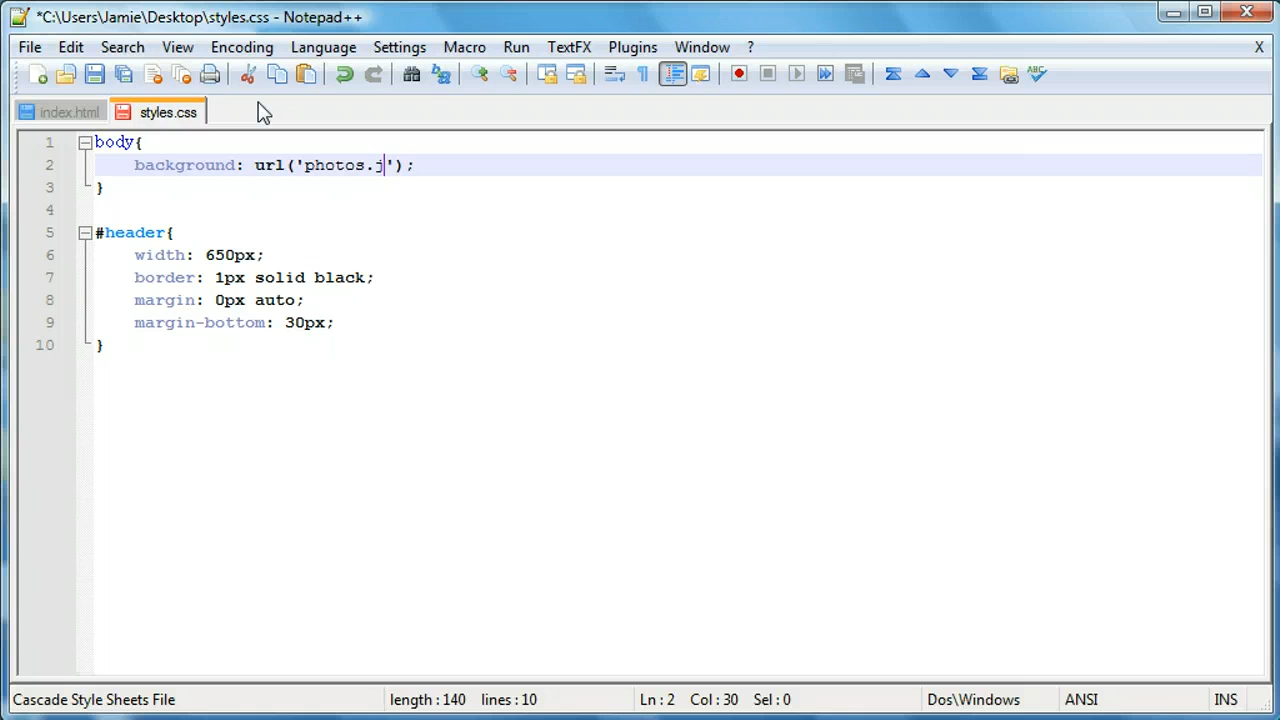 *C:\Users\Jamie\Desktop\styles.css - Notepad++
File Edit Search View Encoding Language Settings Macro Run TextFX Plugins Window ? X
index.html styles.css
1 body{
2 background: url('photos.j');
3 }
4
5 #header{
6 width: 650px;
7 border: 1px solid black;
8 margin: 0px auto;
9 margin-bottom: 30px;
10 }
Cascade Style Sheets File length : 140 lines : 10 Ln : 2 Col : 30 Sel : 0 Dos\Windows ANSI INS